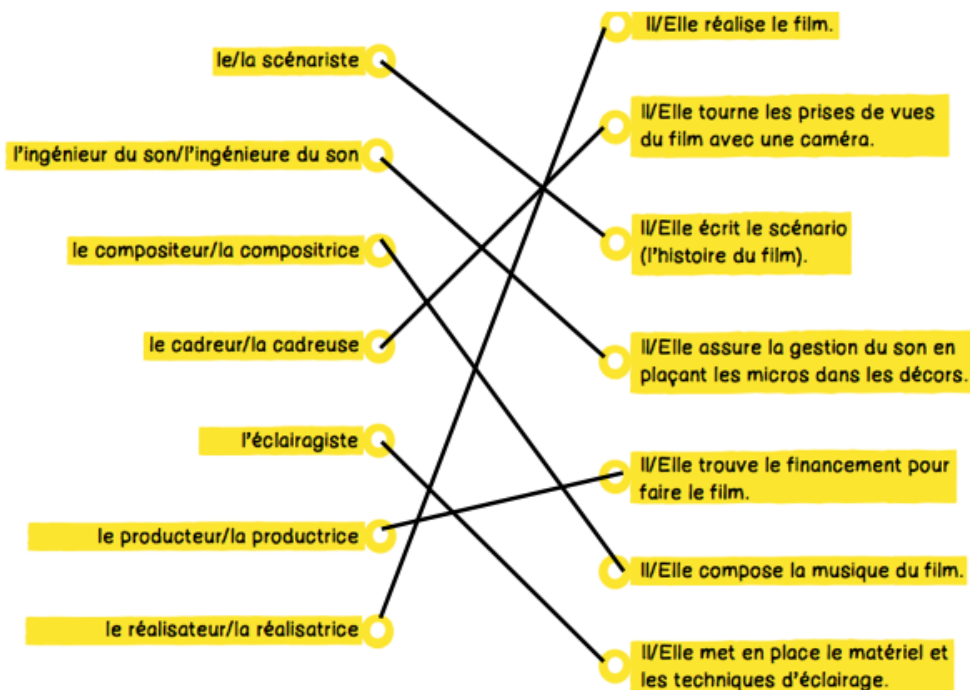 le/la scénariste
l'ingénieur du son/l'ingénieure du son
le compositeur/la compositrice
le cadreur/la cadreuse
l'éclairagiste
le producteur/la productrice
le réalisateur/la réalisatrice
Il/Elle réalise le film.
Il/Elle tourne les prises de vues
du film avec une caméra.
Il/Elle écrit le scénario
(l'histoire du film).
Il/Elle assure la gestion du son en
plaçant les micros dans les décors.
Il/Elle trouve le financement pour
faire le film.
Il/Elle compose la musique du film.
Il/Elle met en place le matériel et
les techniques d'éclairage.